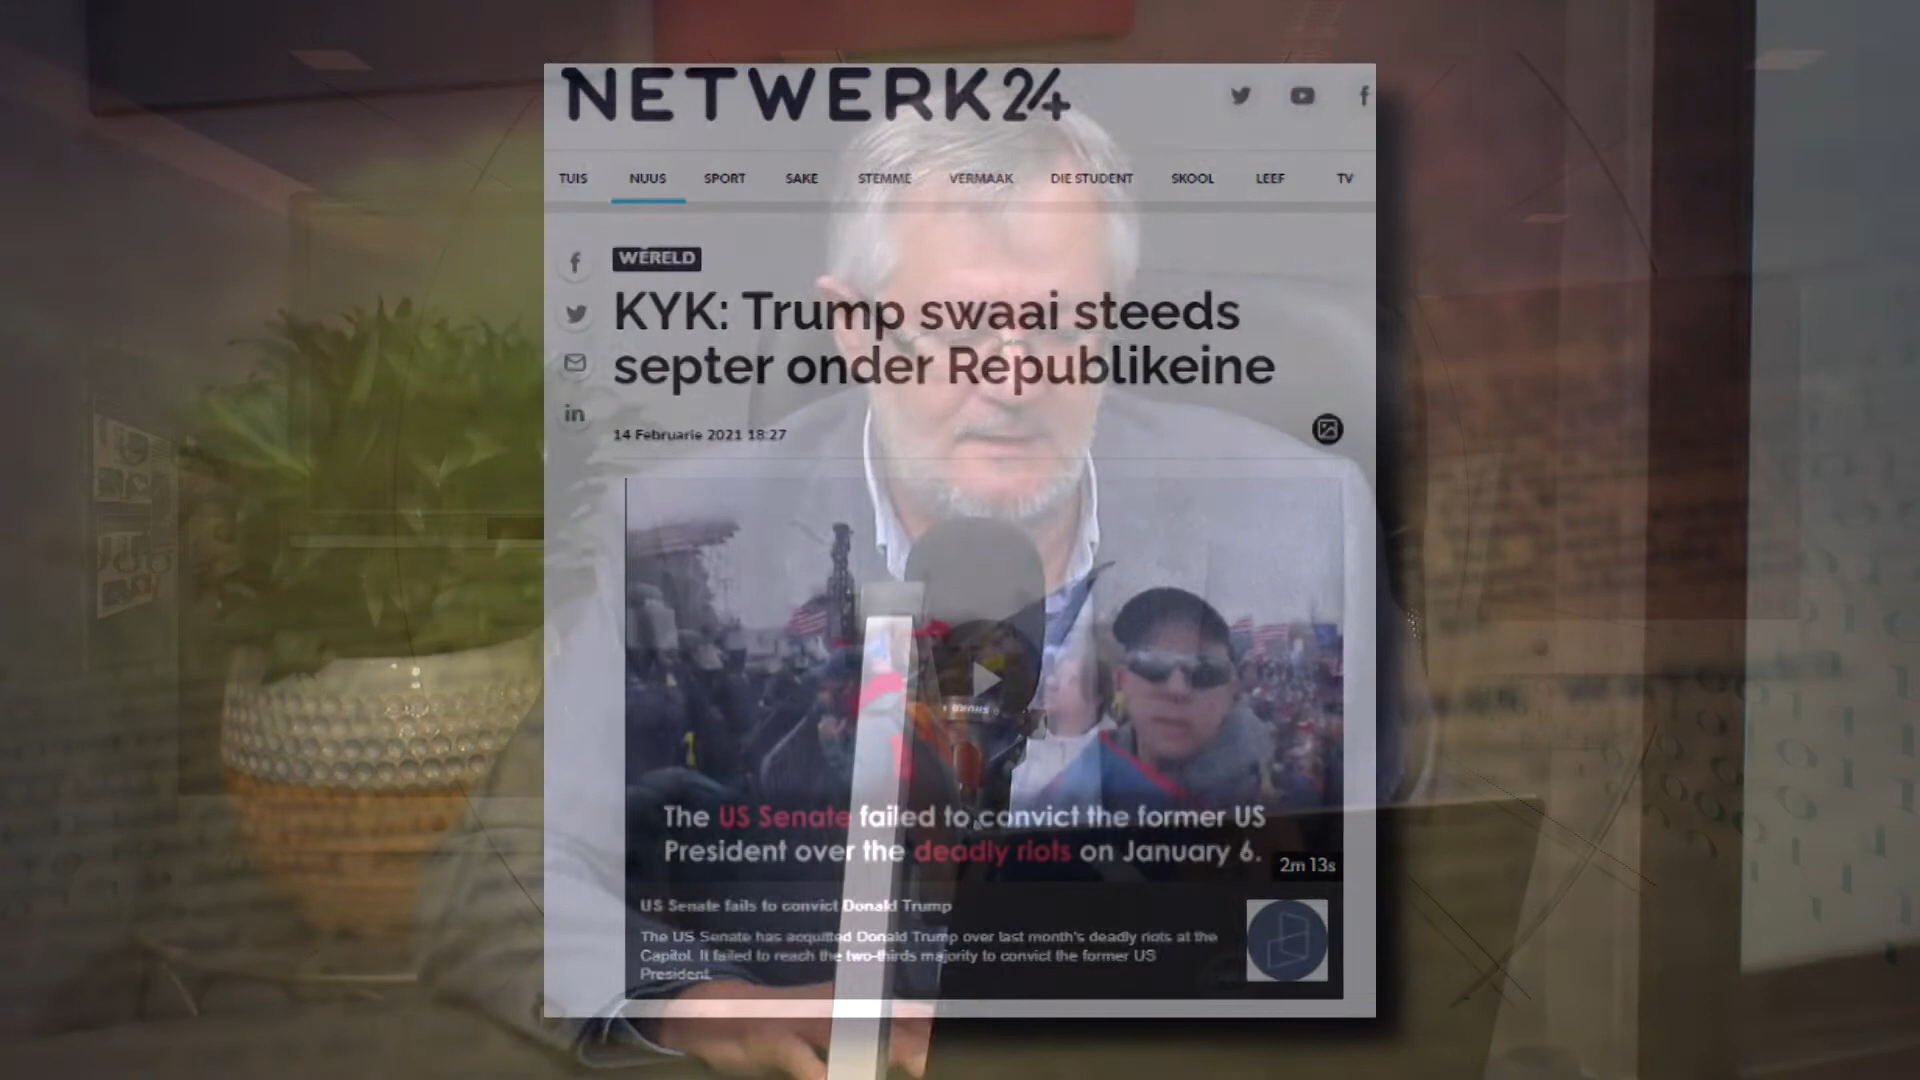 NETWERK24
TUIS NUUS SPORT SAKE STEMME VERMAAK DIE STUDENT SKOOL LEEF TV
WÊRELD
KYK: Trump swaai steeds
septer onder Republikeine
14 Februarie 2021 18:27
The US Senate failed to convict the former US
President over the deadly riots on January 6.
2m 13s
US Senate fails to convict Donald Trump
The US Senate has acquitted Donald Trump over last month's deadly riots at the
Capitol. It failed to reach the two-thirds majority to convict the former US
President.